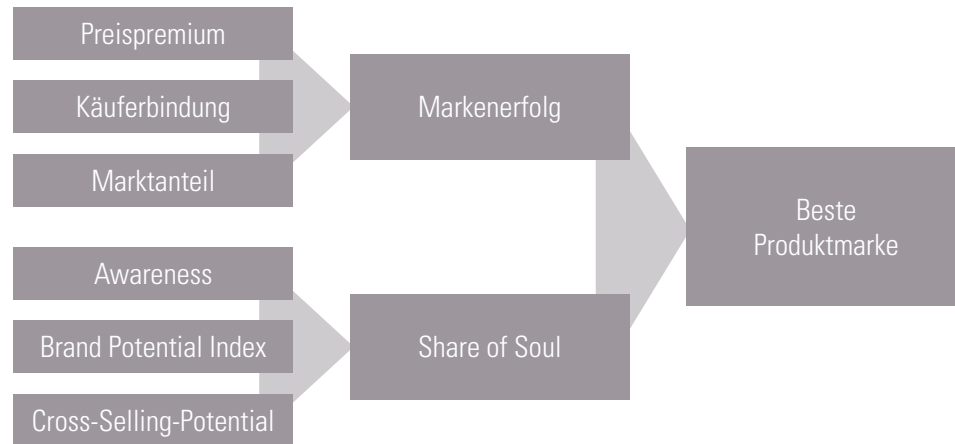 Preispremium
Käuferbindung
Marktanteil
Markenerfolg
Awareness
Brand Potential Index
Cross-Selling-Potential
Share of Soul
Beste
Produktmarke